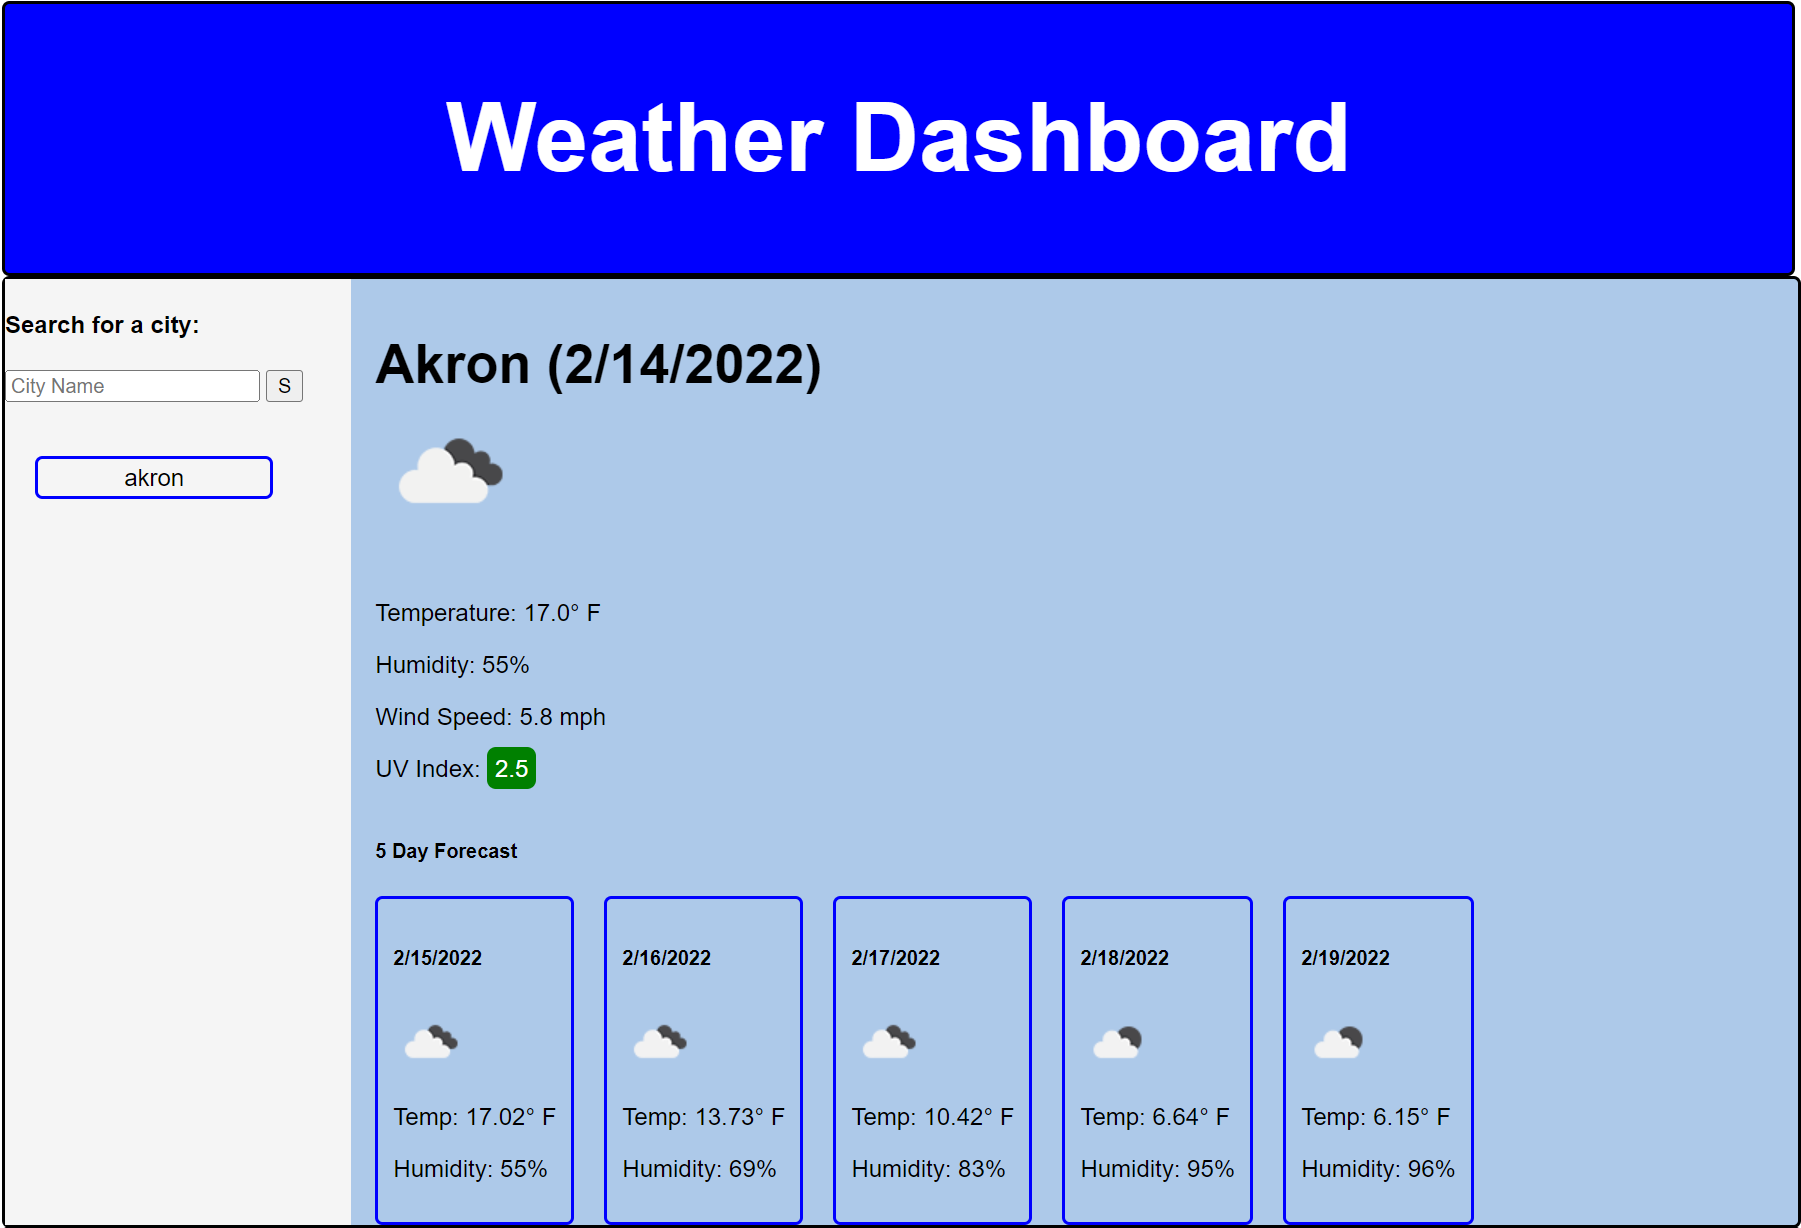 Weather Dashboard
Search for a city:
City Name
S
akron
Akron (2/14/2022)
Temperature: 17.0° F
Humidity: 55%
Wind Speed: 5.8 mph
UV Index: 2.5
5 Day Forecast
2/15/2022
Temp: 17.02° F
Humidity: 55%
2/16/2022
Temp: 13.73° F
Humidity: 69%
2/17/2022
Temp: 10.42° F
Humidity: 83%
2/18/2022
Temp: 6.64° F
Humidity: 95%
2/19/2022
Temp: 6.15° F
Humidity: 96%